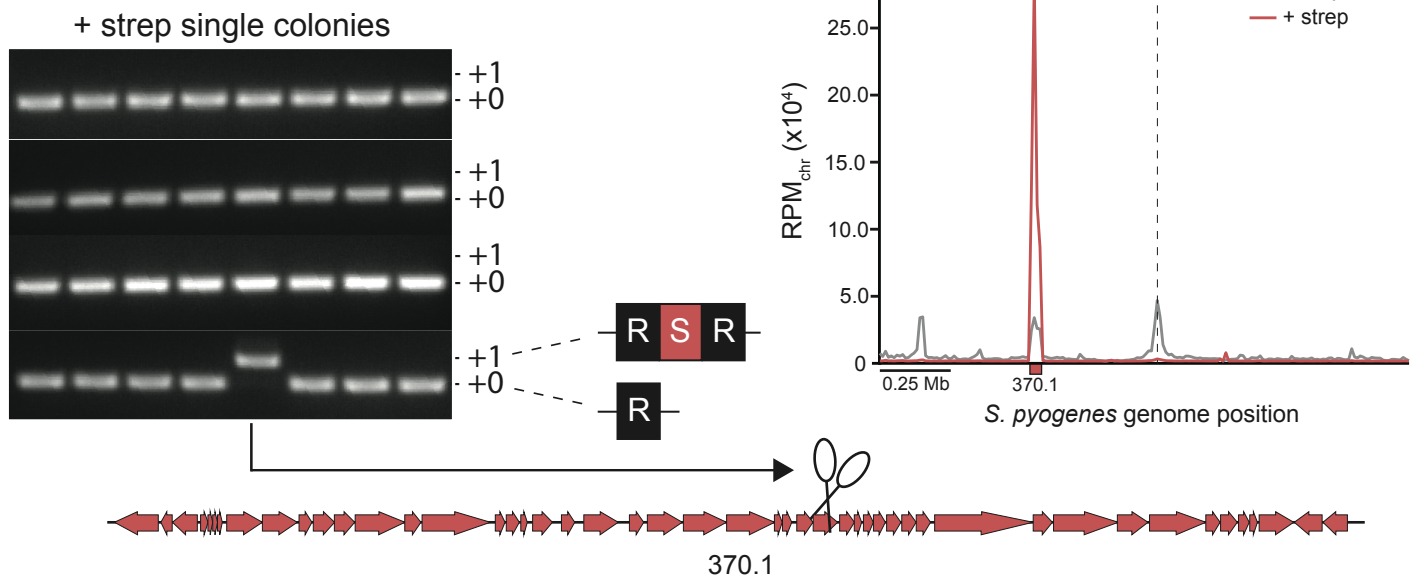 + strep single colonies
+1
+0
+1
+0
+1
+0
+1
+0
R S R
R
25.0
20.0
15.0
10.0
5.0
0
RPMchr (x10⁴)
+ strep
0.25 Mb
370.1
S. pyogenes genome position
370.1